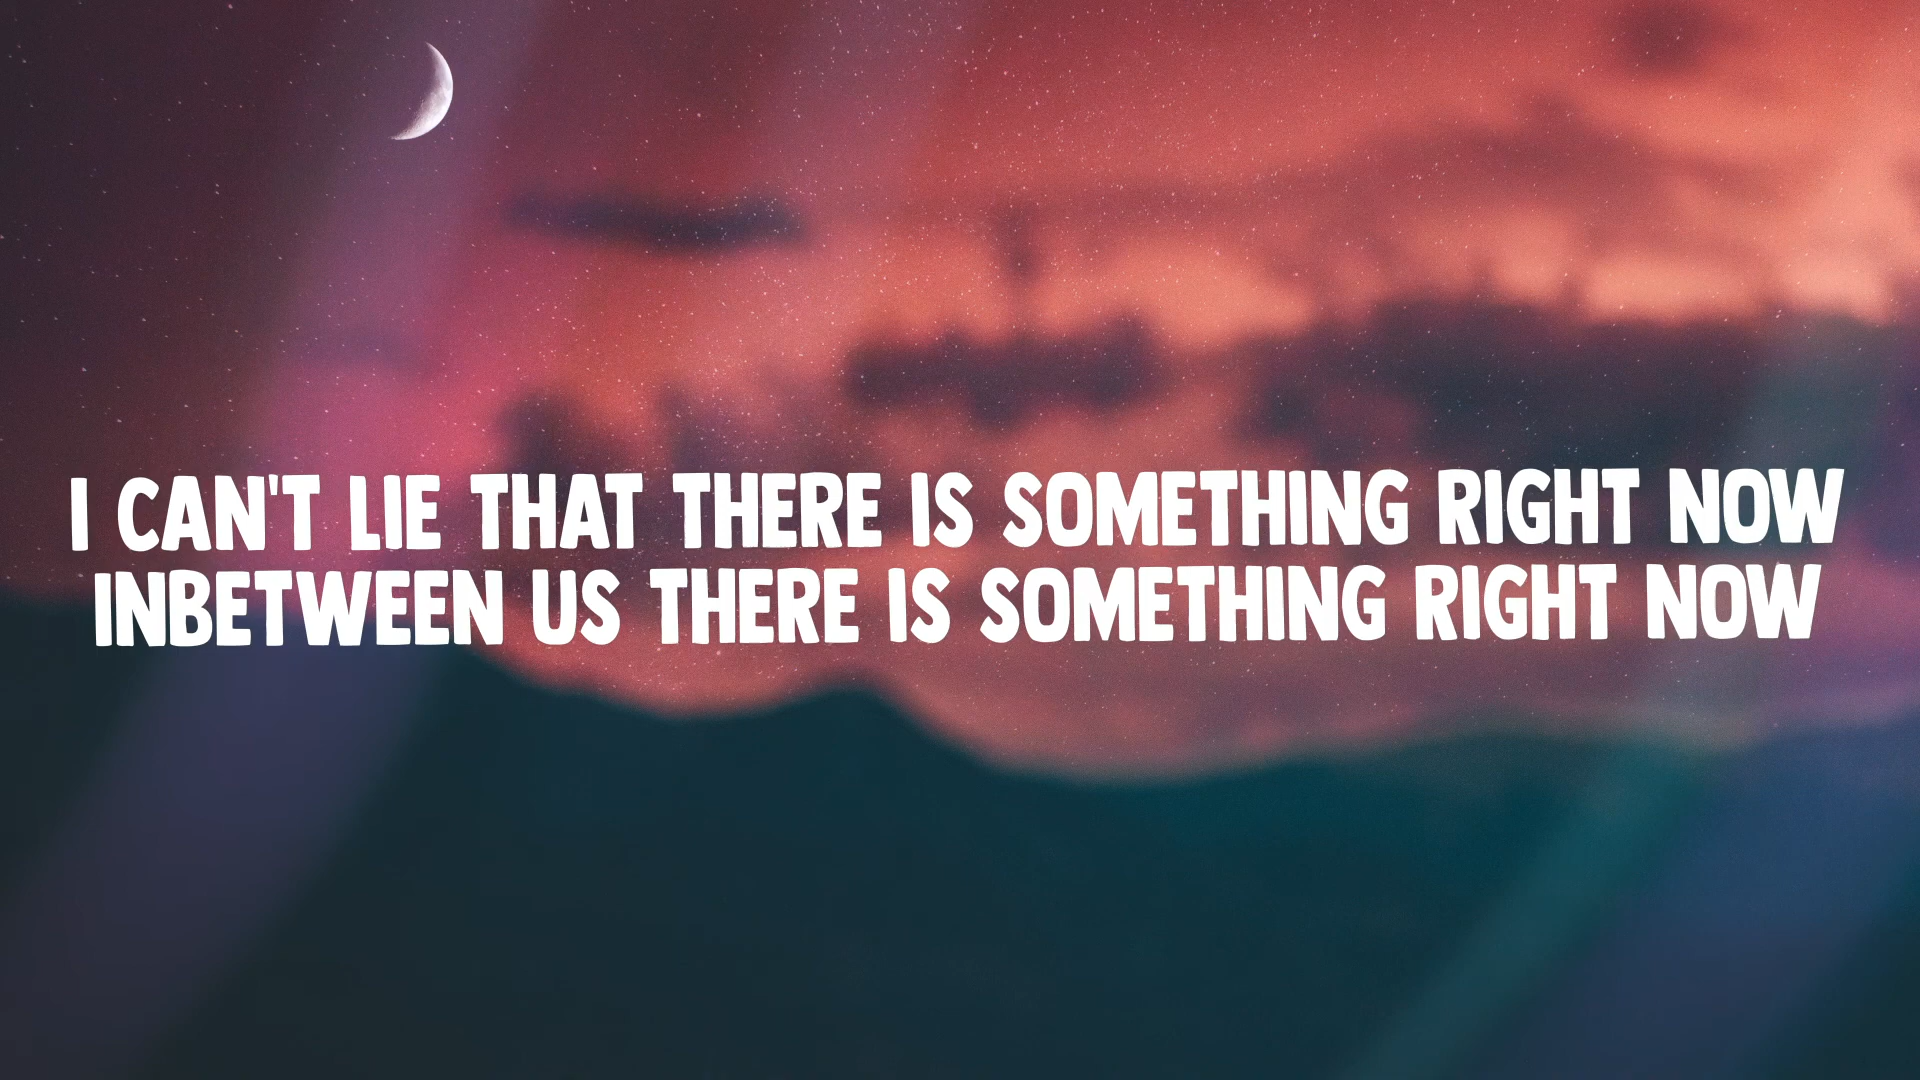 I CAN'T LIE THAT THERE IS SOMETHING RIGHT NOW
INBETWEEN US THERE IS SOMETHING RIGHT NOW